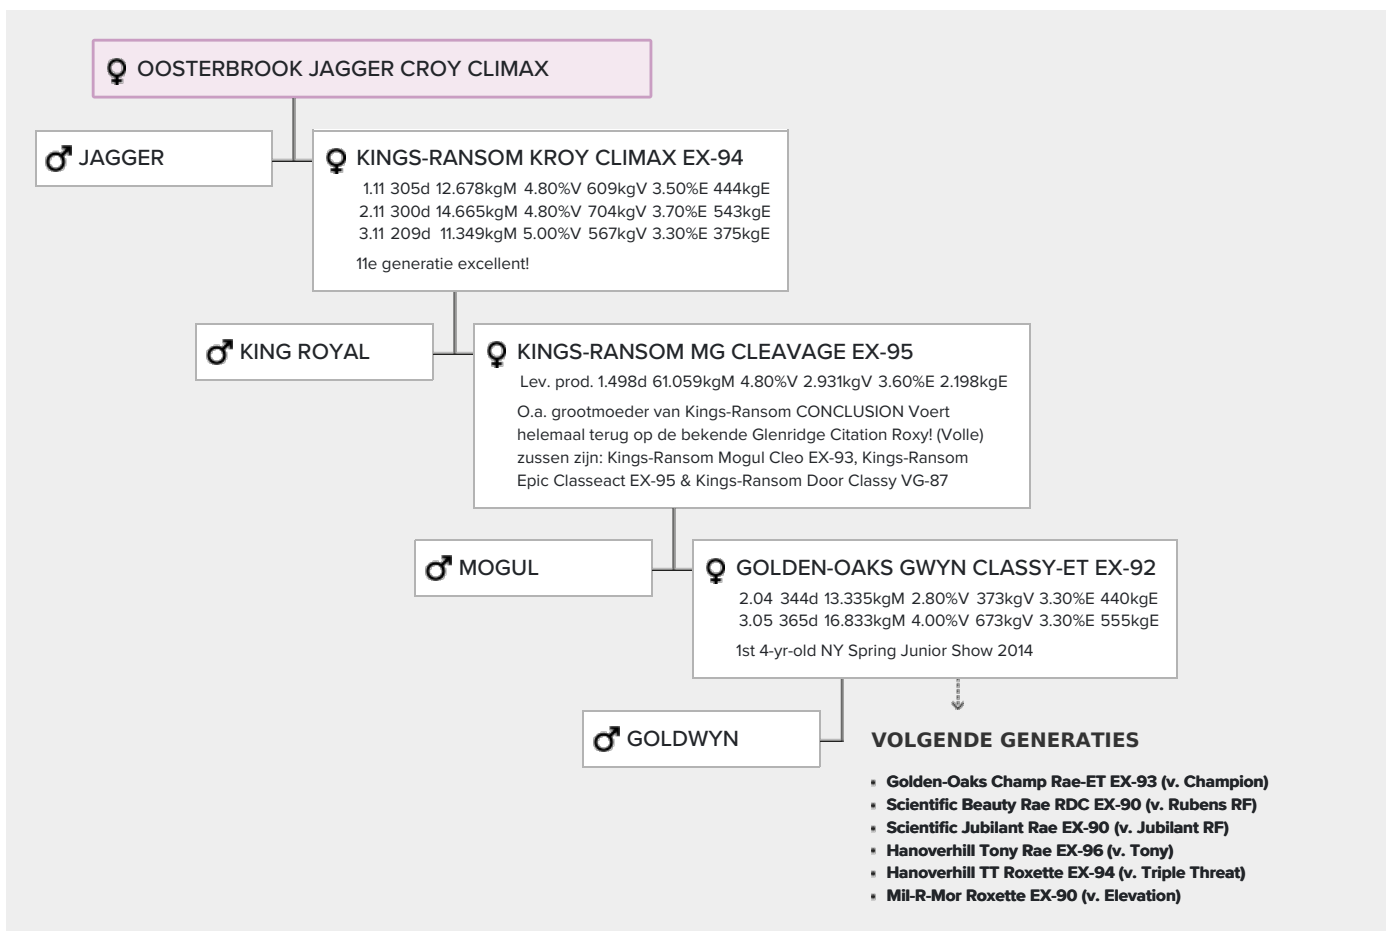 OOSTERBROOK JAGGER CROY CLIMAX
JAGGER
KINGS-RANSOM KROY CLIMAX EX-94
1.11 305d 12.678kgM 4.80%V 609kgV 3.50%E 444kgE
2.11 300d 14.665kgM 4.80%V 704kgV 3.70%E 543kgE
3.11 209d 11.349kgM 5.00%V 567kgV 3.30%E 375kgE
11e generatie excellent!
KING ROYAL
KINGS-RANSOM MG CLEAVAGE EX-95
Lev. prod. 1.498d 61.059kgM 4.80%V 2.931kgV 3.60%E 2.198kgE
O.a. grootmoeder van Kings-Ransom CONCLUSION Voert
helemaal terug op de bekende Glenridge Citation Roxy! (Volle)
zussen zijn: Kings-Ransom Mogul Cleo EX-93, Kings-Ransom
Epic Classeact EX-95 & Kings-Ransom Door Classy VG-87
MOGUL
GOLDEN-OAKS GWYN CLASSY-ET EX-92
2.04 344d 13.335kgM 2.80%V 373kgV 3.30%E 440kgE
3.05 365d 16.833kgM 4.00%V 673kgV 3.30%E 555kgE
1st 4-yr-old NY Spring Junior Show 2014
GOLDWYN
VOLGENDE GENERATIES
Golden-Oaks Champ Rae-ET EX-93 (v. Champion)
Scientific Beauty Rae RDC EX-90 (v. Rubens RF)
Scientific Jubilant Rae EX-90 (v. Jubilant RF)
Hanoverhill Tony Rae EX-96 (v. Tony)
Hanoverhill TT Roxette EX-94 (v. Triple Threat)
Mil-R-Mor Roxette EX-90 (v. Elevation)